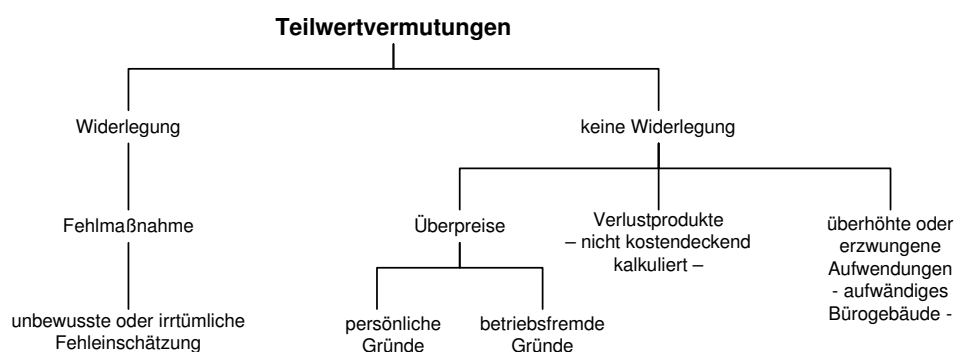 Teilwertvermutungen
Widerlegung
keine Widerlegung
Fehlmaßnahme
Überpreise
Verlustprodukte
– nicht kostendeckend
kalkuliert –
überhöhte oder
erzwungene
Aufwendungen
- aufwändiges
Bürogebäude -
unbewusste oder irrtümliche
Fehleinschätzung
persönliche
Gründe
betriebsfremde
Gründe